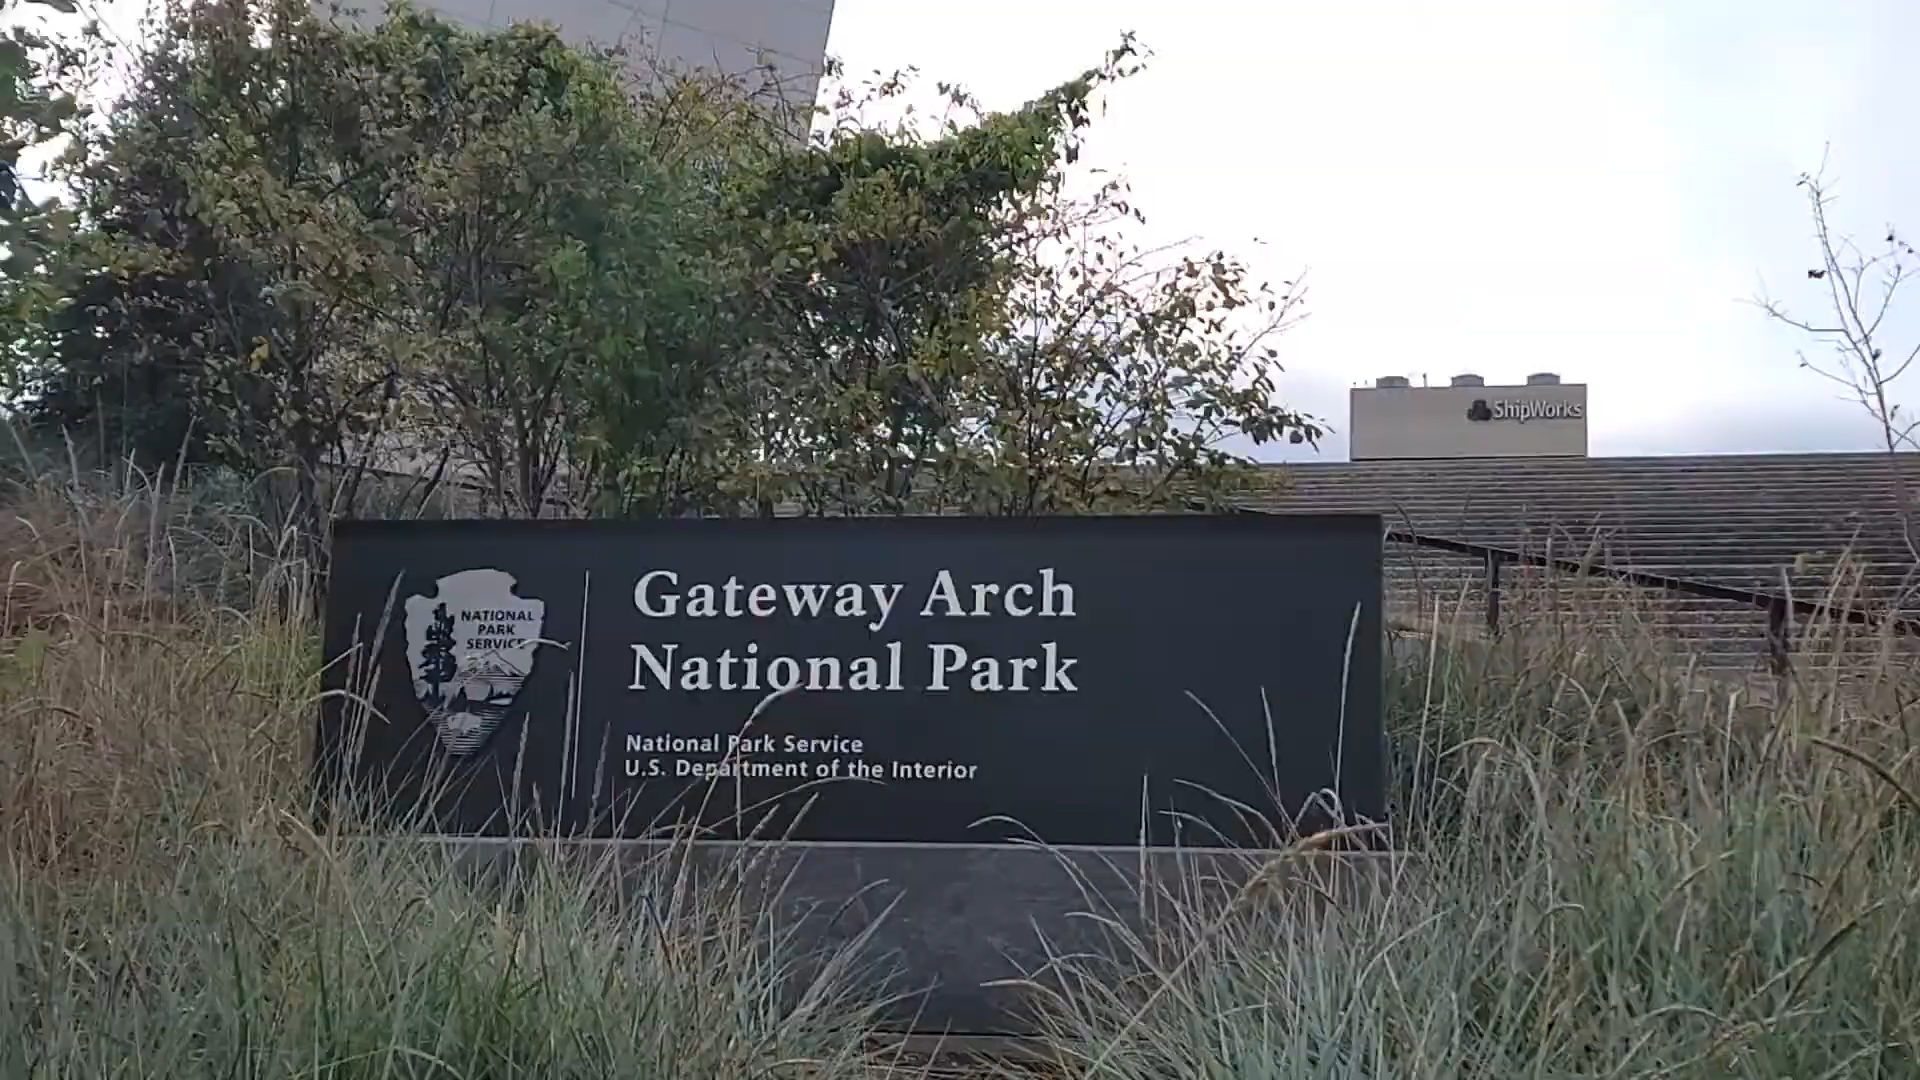 ShipWorks
NATIONAL
PARK
SERVICE
Gateway Arch
National Park
National Park Service
U.S. Department of the Interior